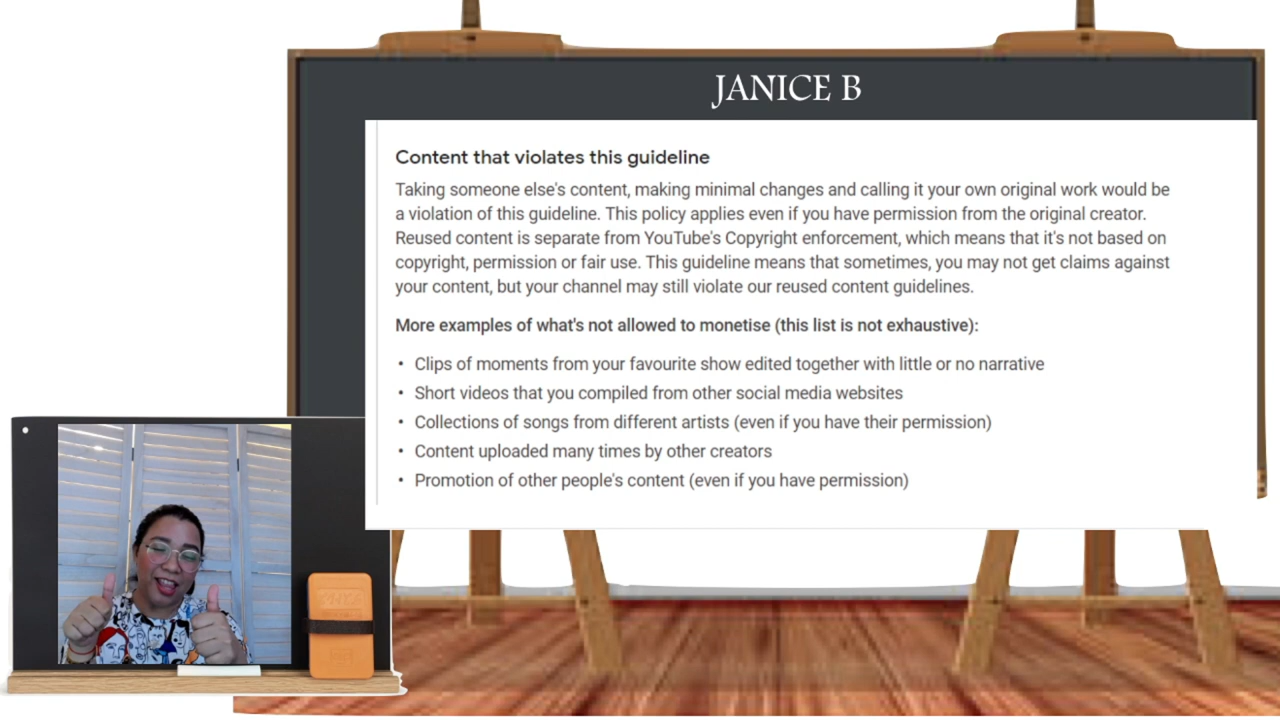 JANICE B
Content that violates this guideline
Taking someone else's content, making minimal changes and calling it your own original work would be
a violation of this guideline. This policy applies even if you have permission from the original creator.
Reused content is separate from YouTube's Copyright enforcement, which means that it's not based on
copyright, permission or fair use. This guideline means that sometimes, you may not get claims against
your content, but your channel may still violate our reused content guidelines.
More examples of what's not allowed to monetise (this list is not exhaustive):
• Clips of moments from your favourite show edited together with little or no narrative
• Short videos that you compiled from other social media websites
• Collections of songs from different artists (even if you have their permission)
• Content uploaded many times by other creators
• Promotion of other people's content (even if you have permission)